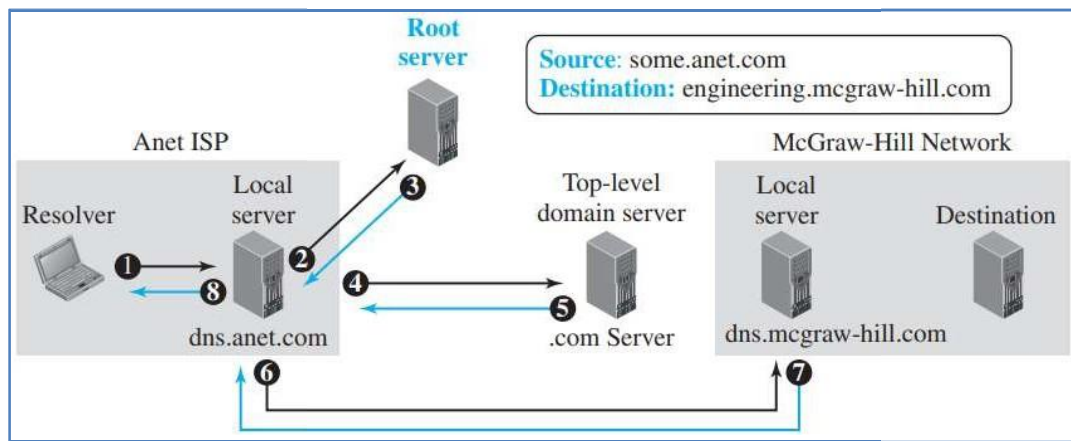 Root
server
Source: some.anet.com
Destination: engineering.mcgraw-hill.com
Anet ISP
McGraw-Hill Network
Resolver
Local
server
Top-level
domain server
Local
server
Destination
1
2
3
4
5
6
7
8
dns.anet.com
.com Server
dns.mcgraw-hill.com